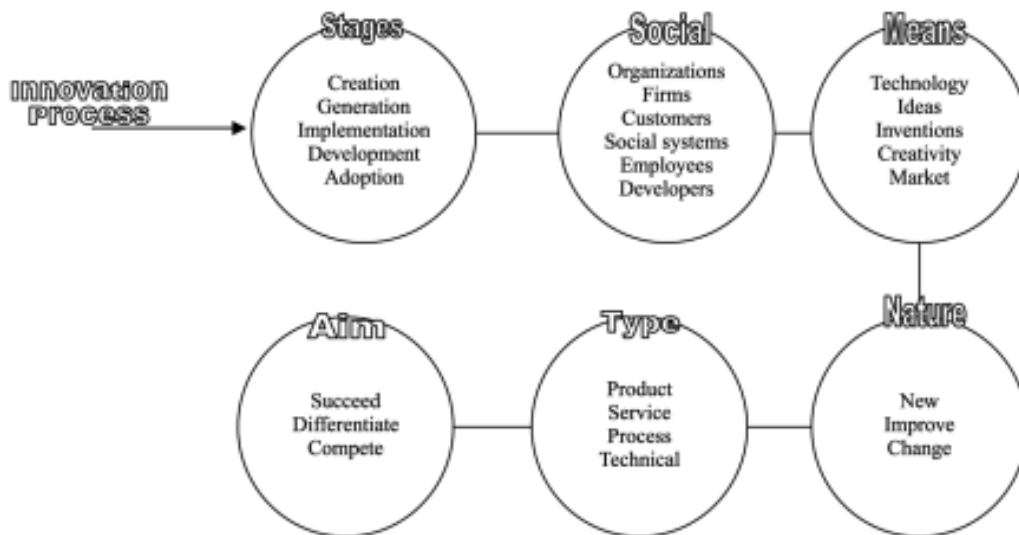 Innovation
Process
Stages
Creation
Generation
Implementation
Development
Adoption
Social
Organizations
Firms
Customers
Social systems
Employees
Developers
Means
Technology
Ideas
Inventions
Creativity
Market
Nature
New
Improve
Change
Type
Product
Service
Process
Technical
Aim
Succeed
Differentiate
Compete